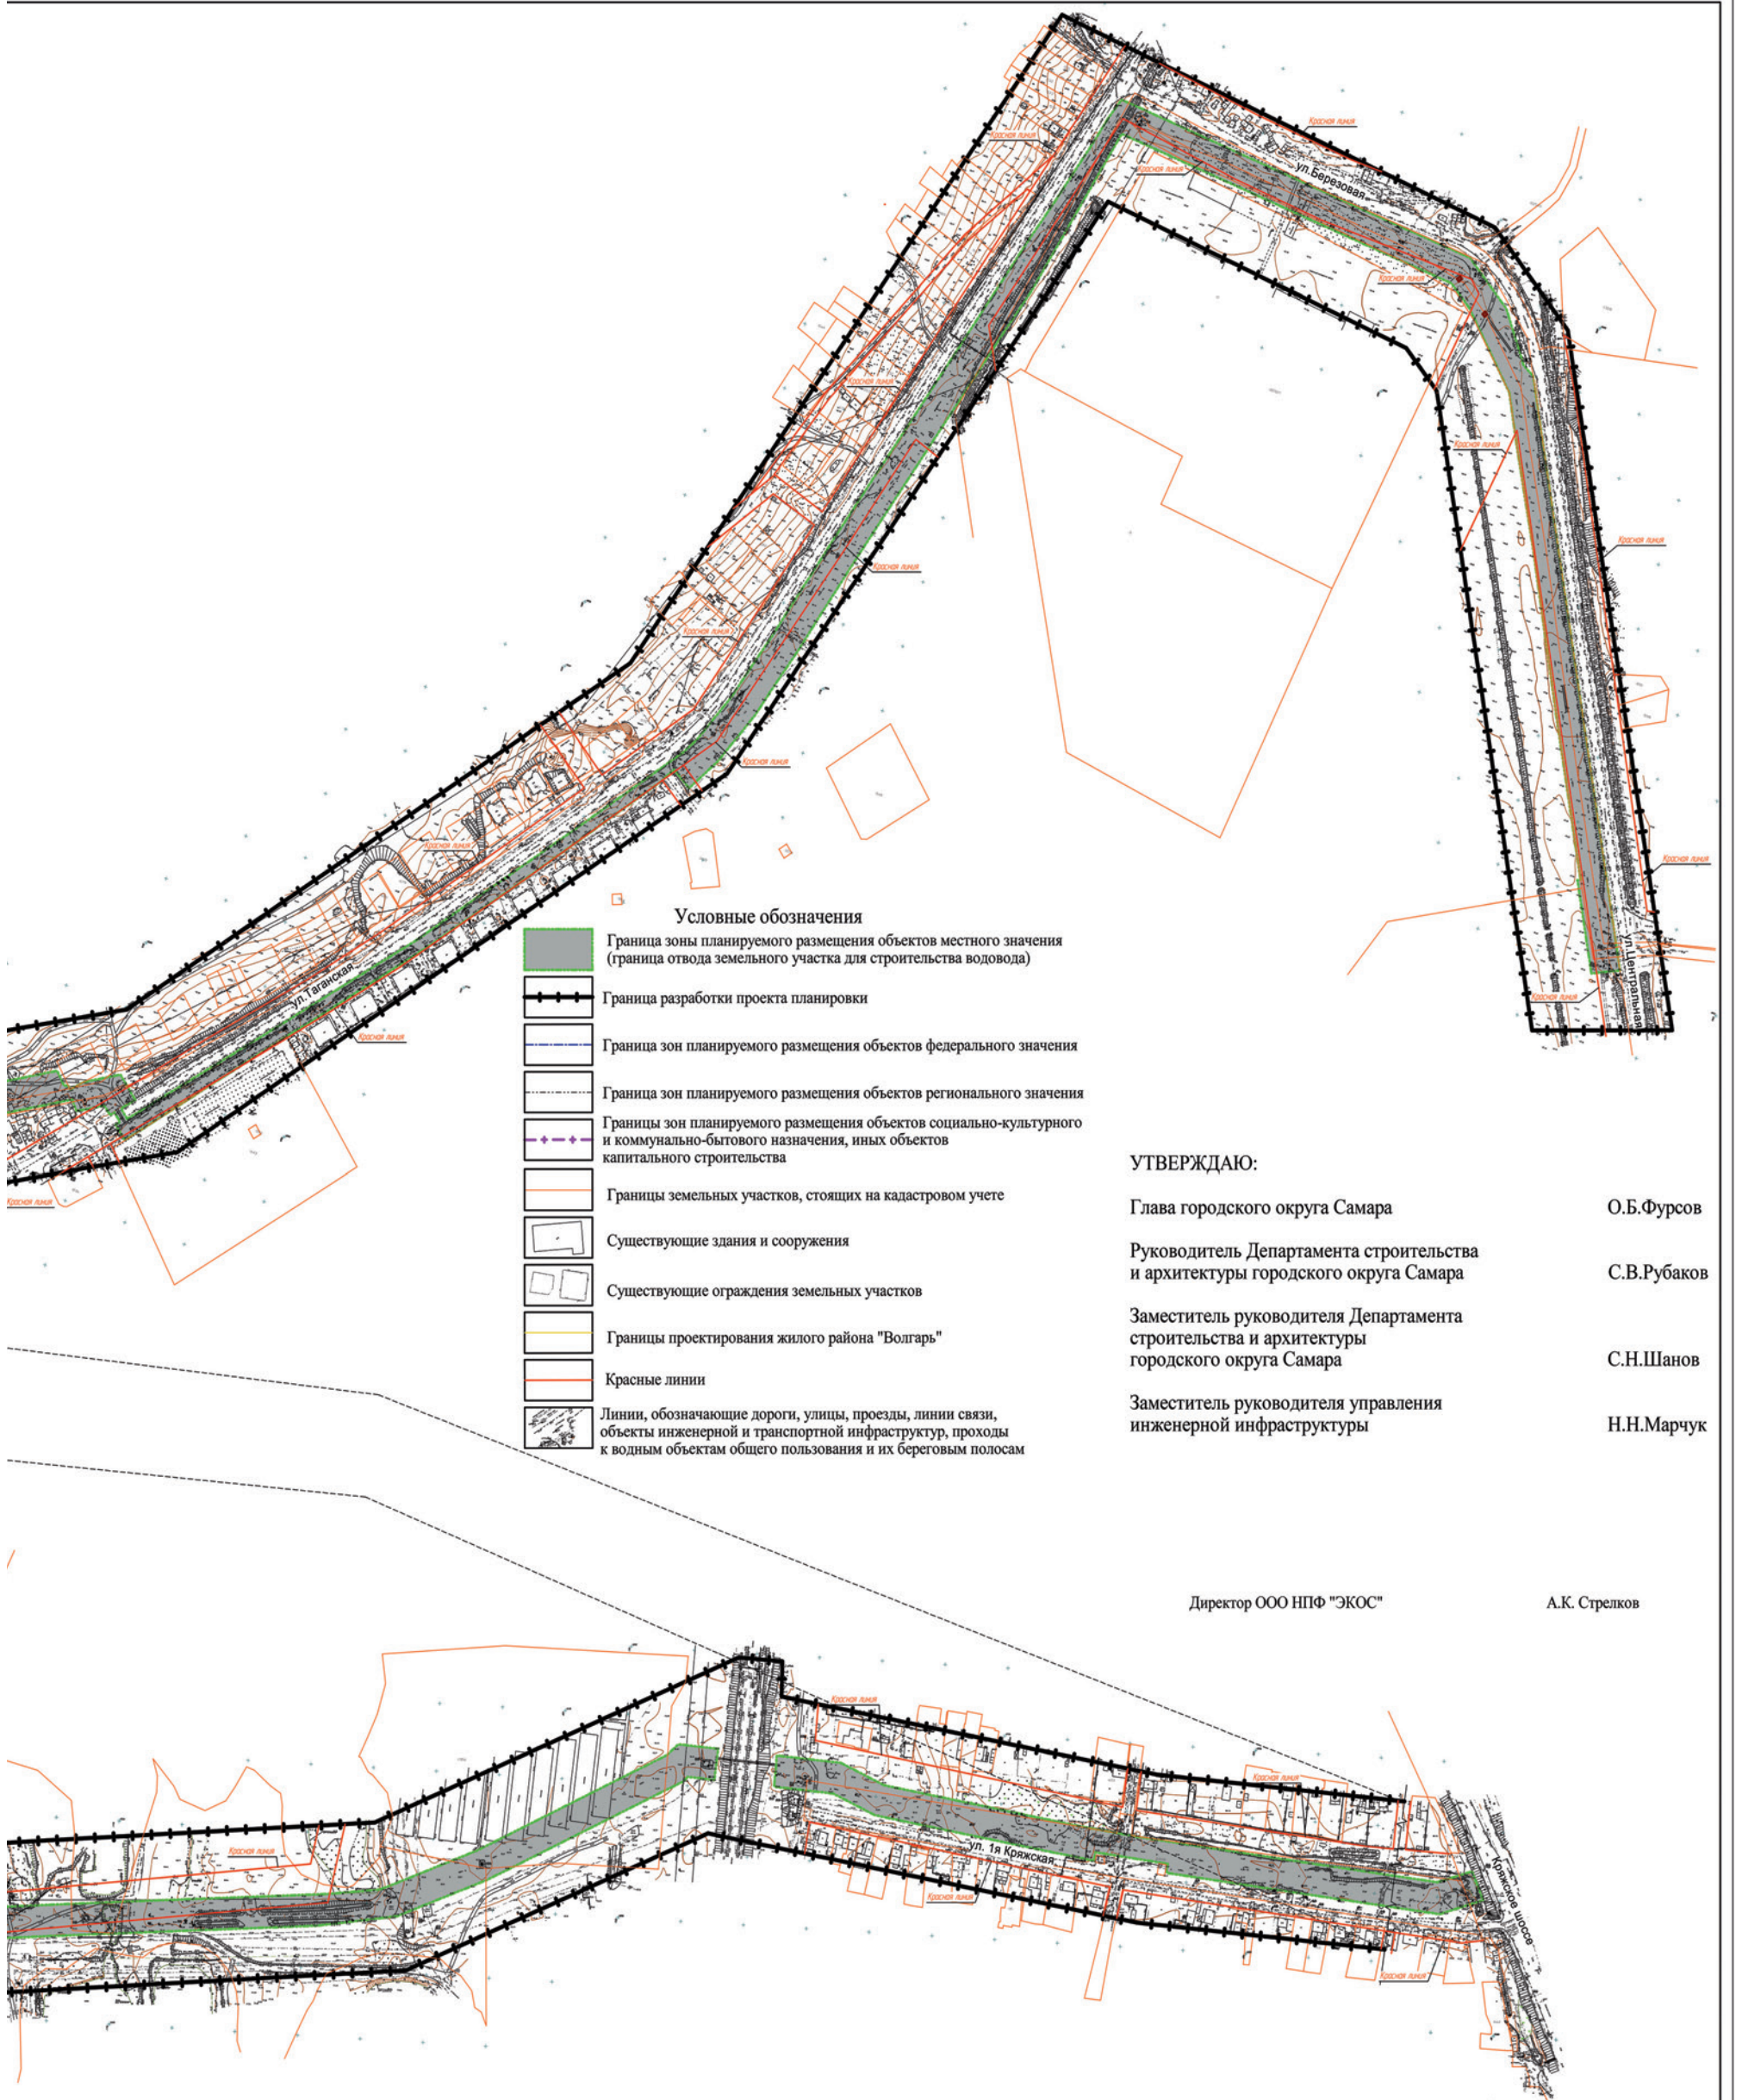 Красная линия
Красная линия
Красная линия
ул.Березовая
Красная линия
Красная линия
Красная линия
Красная линия
Красная линия
Красная линия
Красная линия
Красная линия
Красная линия
Условные обозначения
Граница зоны планируемого размещения объектов местного значения
(граница отвода земельного участка для строительства водовода)
ул.Таганская
ул.Центральная
Граница разработки проекта планировки
Красная линия
Красная линия
Граница зон планируемого размещения объектов федерального значения
Граница зон планируемого размещения объектов регионального значения
Границы зон планируемого размещения объектов социально-культурного
и коммунально-бытового назначения, иных объектов
капитального строительства
Красная линия
Границы земельных участков, стоящих на кадастровом учете
Существующие здания и сооружения
Существующие ограждения земельных участков
Границы проектирования жилого района "Волгарь"
Красные линии
Линии, обозначающие дороги, улицы, проезды, линии связи,
объекты инженерной и транспортной инфраструктур, проходы
к водным объектам общего пользования и их береговым полосам
УТВЕРЖДАЮ:
Глава городского округа Самара О.Б.Фурсов
Руководитель Департамента строительства
и архитектуры городского округа Самара С.В.Рубаков
Заместитель руководителя Департамента
строительства и архитектуры
городского округа Самара С.Н.Шанов
Заместитель руководителя управления
инженерной инфраструктуры Н.Н.Марчук
Директор ООО НПФ "ЭКОС" А.К. Стрелков
Красная линия
Красная линия
Красная линия
ул. 1я Кряжская
Кряжское шоссе
Красная линия
Красная линия